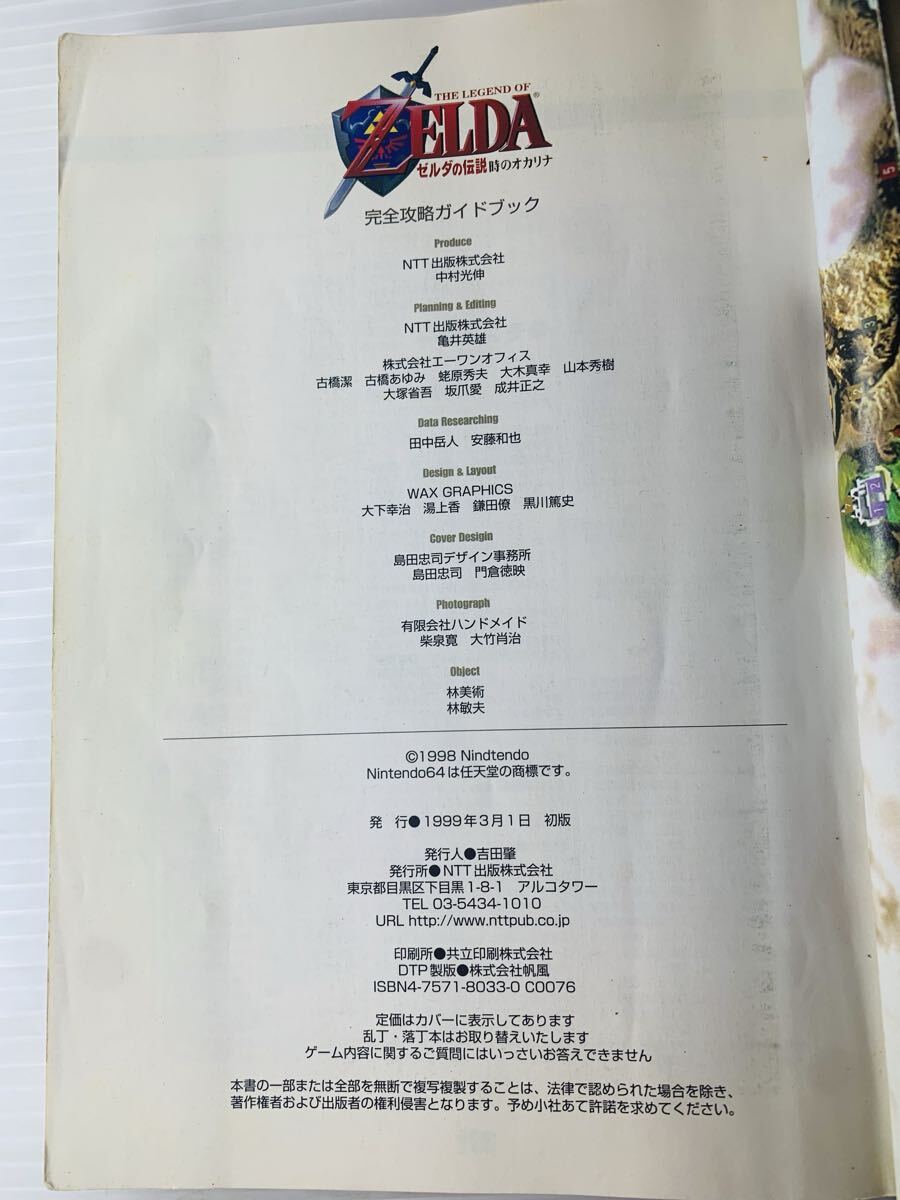 THE LEGEND OF
ZELDA®
ゼルダの伝説 時のオカリナ
完全攻略ガイドブック
Produce
NTT出版株式会社
中村光伸
Planning & Editing
NTT出版株式会社
亀井英雄
株式会社エーワンオフィス
古橋潔 古橋あゆみ 蛯原秀夫 大木真幸 山本秀樹
大塚省吾 坂爪愛 成井正之
Data Researching
田中岳人 安藤和也
Design & Layout
WAX GRAPHICS
大下幸治 湯上香 鎌田僚 黒川篤史
Cover Desigin
島田忠司デザイン事務所
島田忠司 門倉徳映
Photograph
有限会社ハンドメイド
柴泉寛 大竹肖治
Object
林美術
林敏夫
©1998 Nindtendo
Nintendo64は任天堂の商標です。
発 行●1999年3月1日 初版
発行人●吉田肇
発行所●NTT出版株式会社
東京都目黒区下目黒1-8-1 アルコタワー
TEL 03-5434-1010
URL http://www.nttpub.co.jp
印刷所●共立印刷株式会社
DTP製版●株式会社帆風
ISBN4-7571-8033-0 C0076
定価はカバーに表示してあります
乱丁・落丁本はお取り替えいたします
ゲーム内容に関するご質問にはいっさいお答えできません
本書の一部または全部を無断で複写複製することは、法律で認められた場合を除き、
著作権者および出版者の権利侵害となります。予め小社あて許諾を求めてください。
5
3
1 2